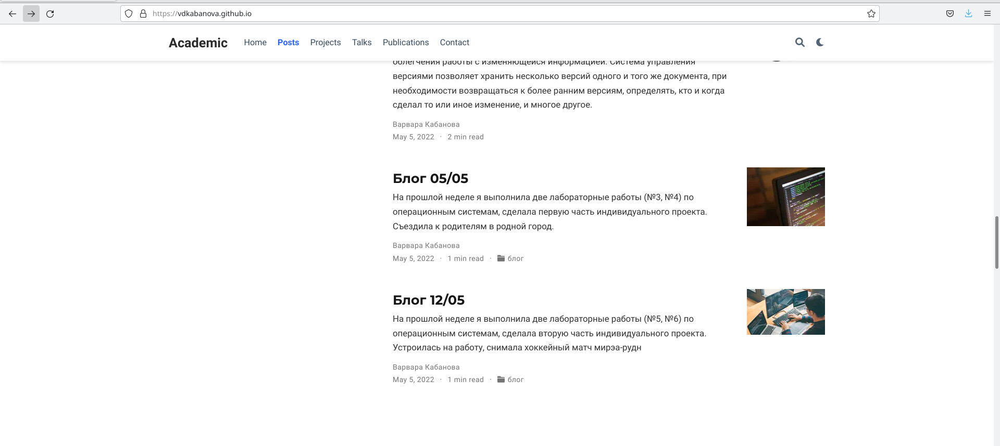 https://vdkabanova.github.io
Academic Home Posts Projects Talks Publications Contact
облегчения работы с изменяющейся информацией. Система управления
версиями позволяет хранить несколько версий одного и того же документа, при
необходимости возвращаться к более ранним версиям, определять, кто и когда
сделал то или иное изменение, и многое другое.
Варвара Кабанова
May 5, 2022 · 2 min read
Блог 05/05
На прошлой неделе я выполнила две лабораторные работы (№3, №4) по
операционным системам, сделала первую часть индивидуального проекта.
Съездила к родителям в родной город.
Варвара Кабанова
May 5, 2022 · 1 min read · блог
Блог 12/05
На прошлой неделе я выполнила две лабораторные работы (№5, №6) по
операционным системам, сделала вторую часть индивидуального проекта.
Устроилась на работу, снимала хоккейный матч мирэа-рудн
Варвара Кабанова
May 5, 2022 · 1 min read · блог